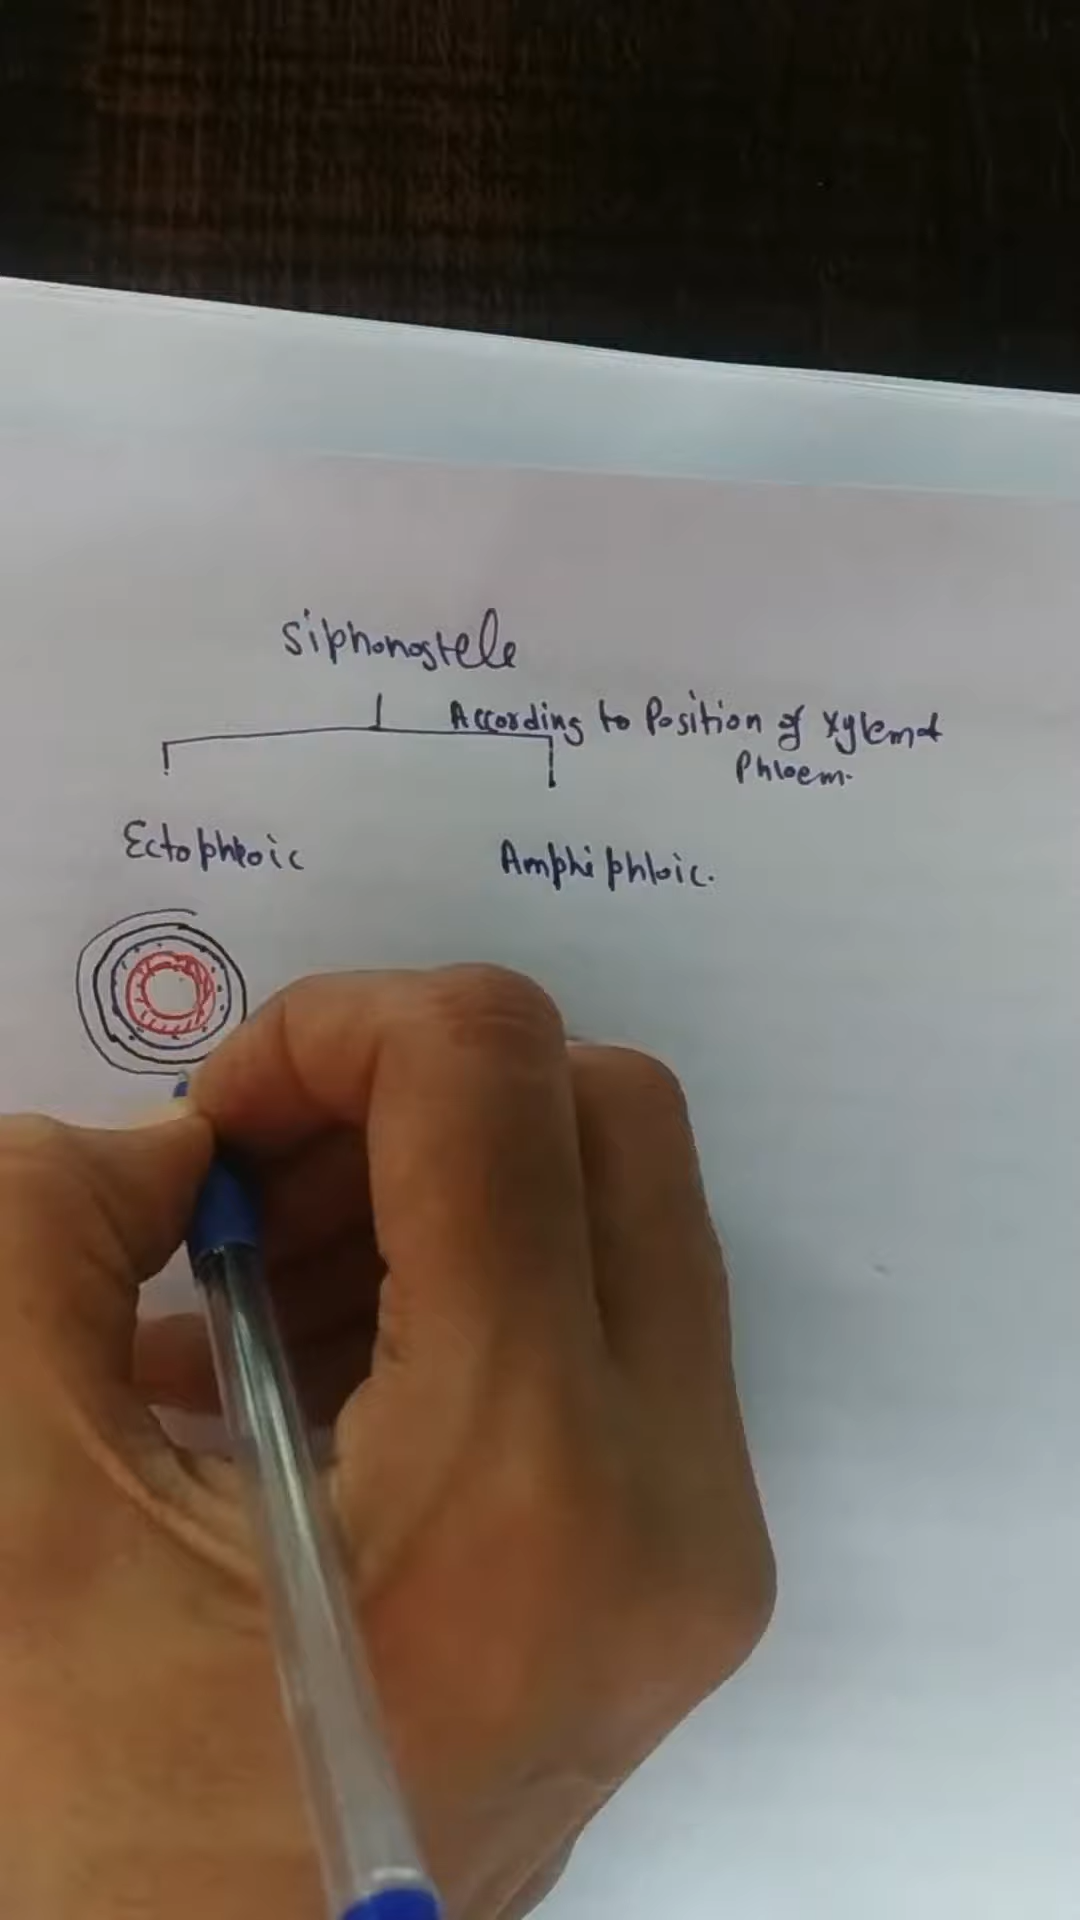 Siphonostele
According to Position of Xylem &
Phloem.
Ectophloic
Amphiphloic.